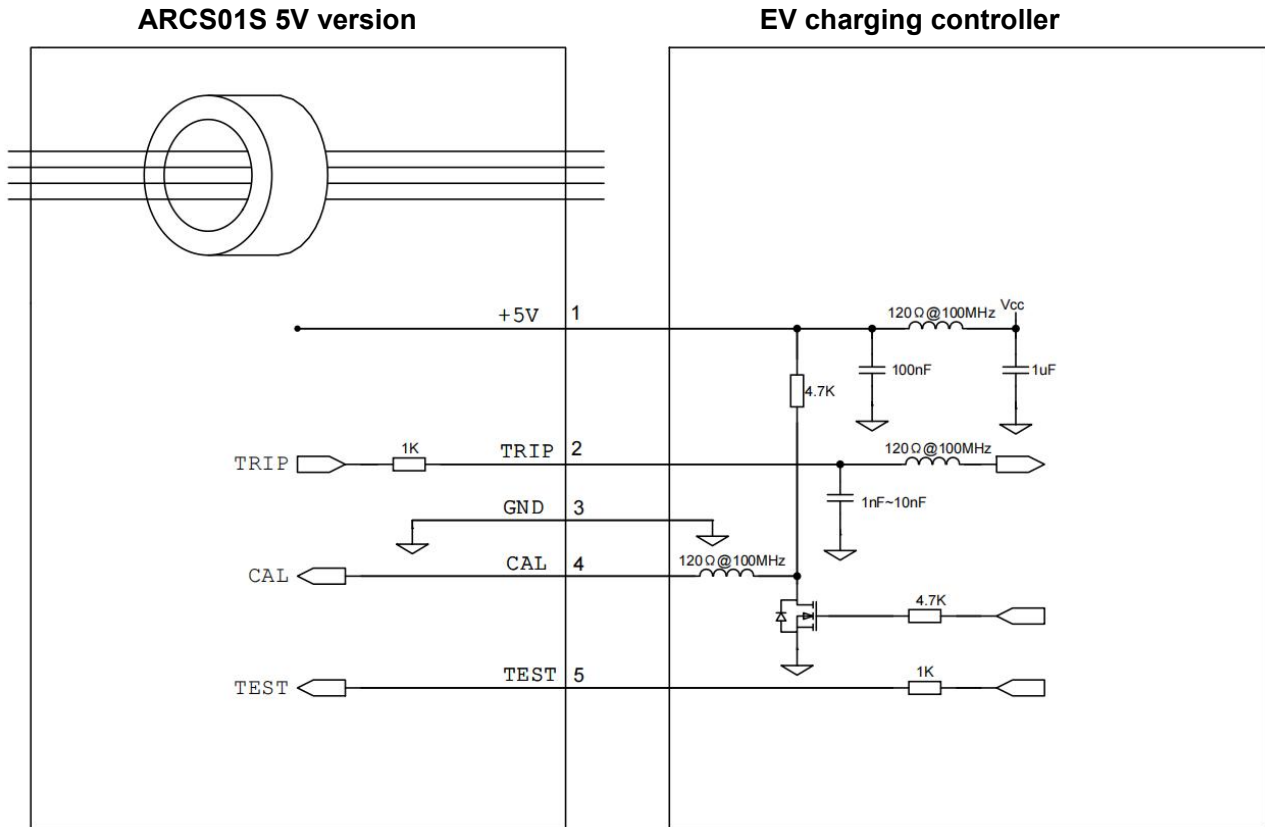 ARCS01S 5V version
EV charging controller
+5V
1
120Ω@100MHz
Vcc
100nF
1uF
4.7K
TRIP
1K
TRIP
2
120Ω@100MHz
1nF~10nF
GND
3
CAL
CAL
4
120Ω@100MHz
4.7K
TEST
TEST
5
1K